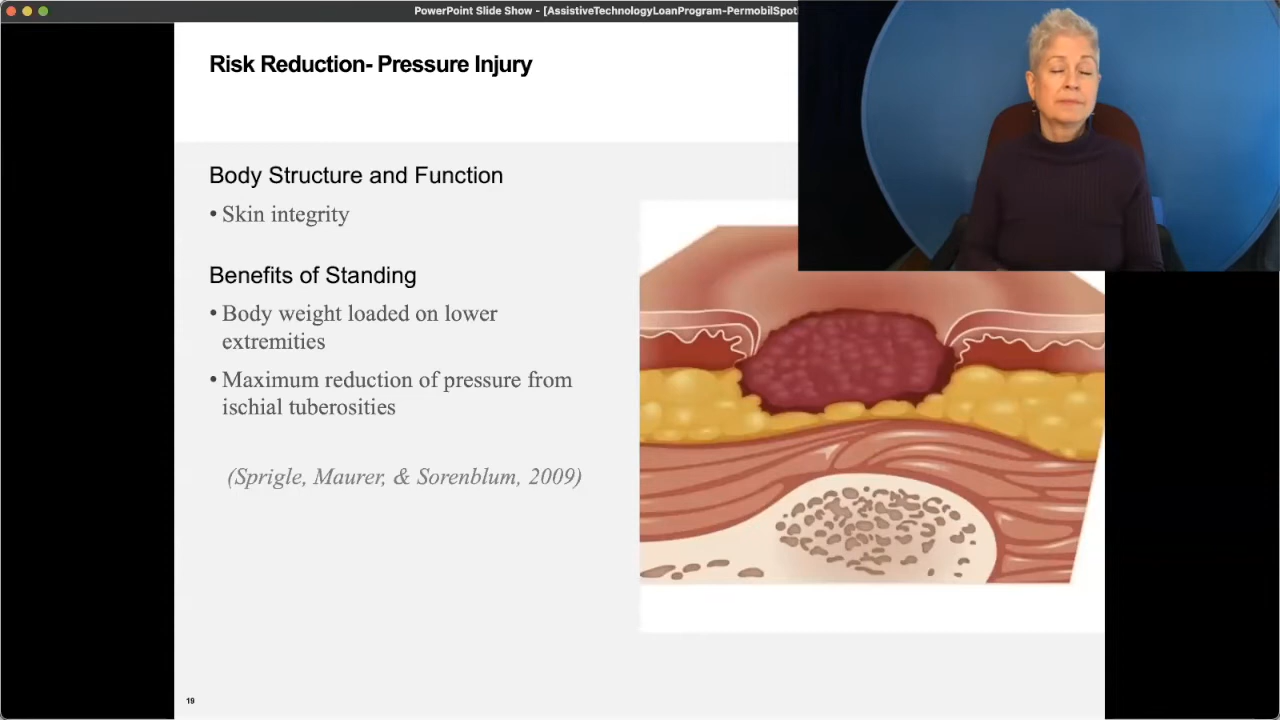 PowerPoint Slide Show - [AssistiveTechnologyLoanProgram-PermobilSpot
Risk Reduction- Pressure Injury
Body Structure and Function
• Skin integrity
Benefits of Standing
• Body weight loaded on lower
extremities
• Maximum reduction of pressure from
ischial tuberosities
(Sprigle, Maurer, & Sorenblum, 2009)
19